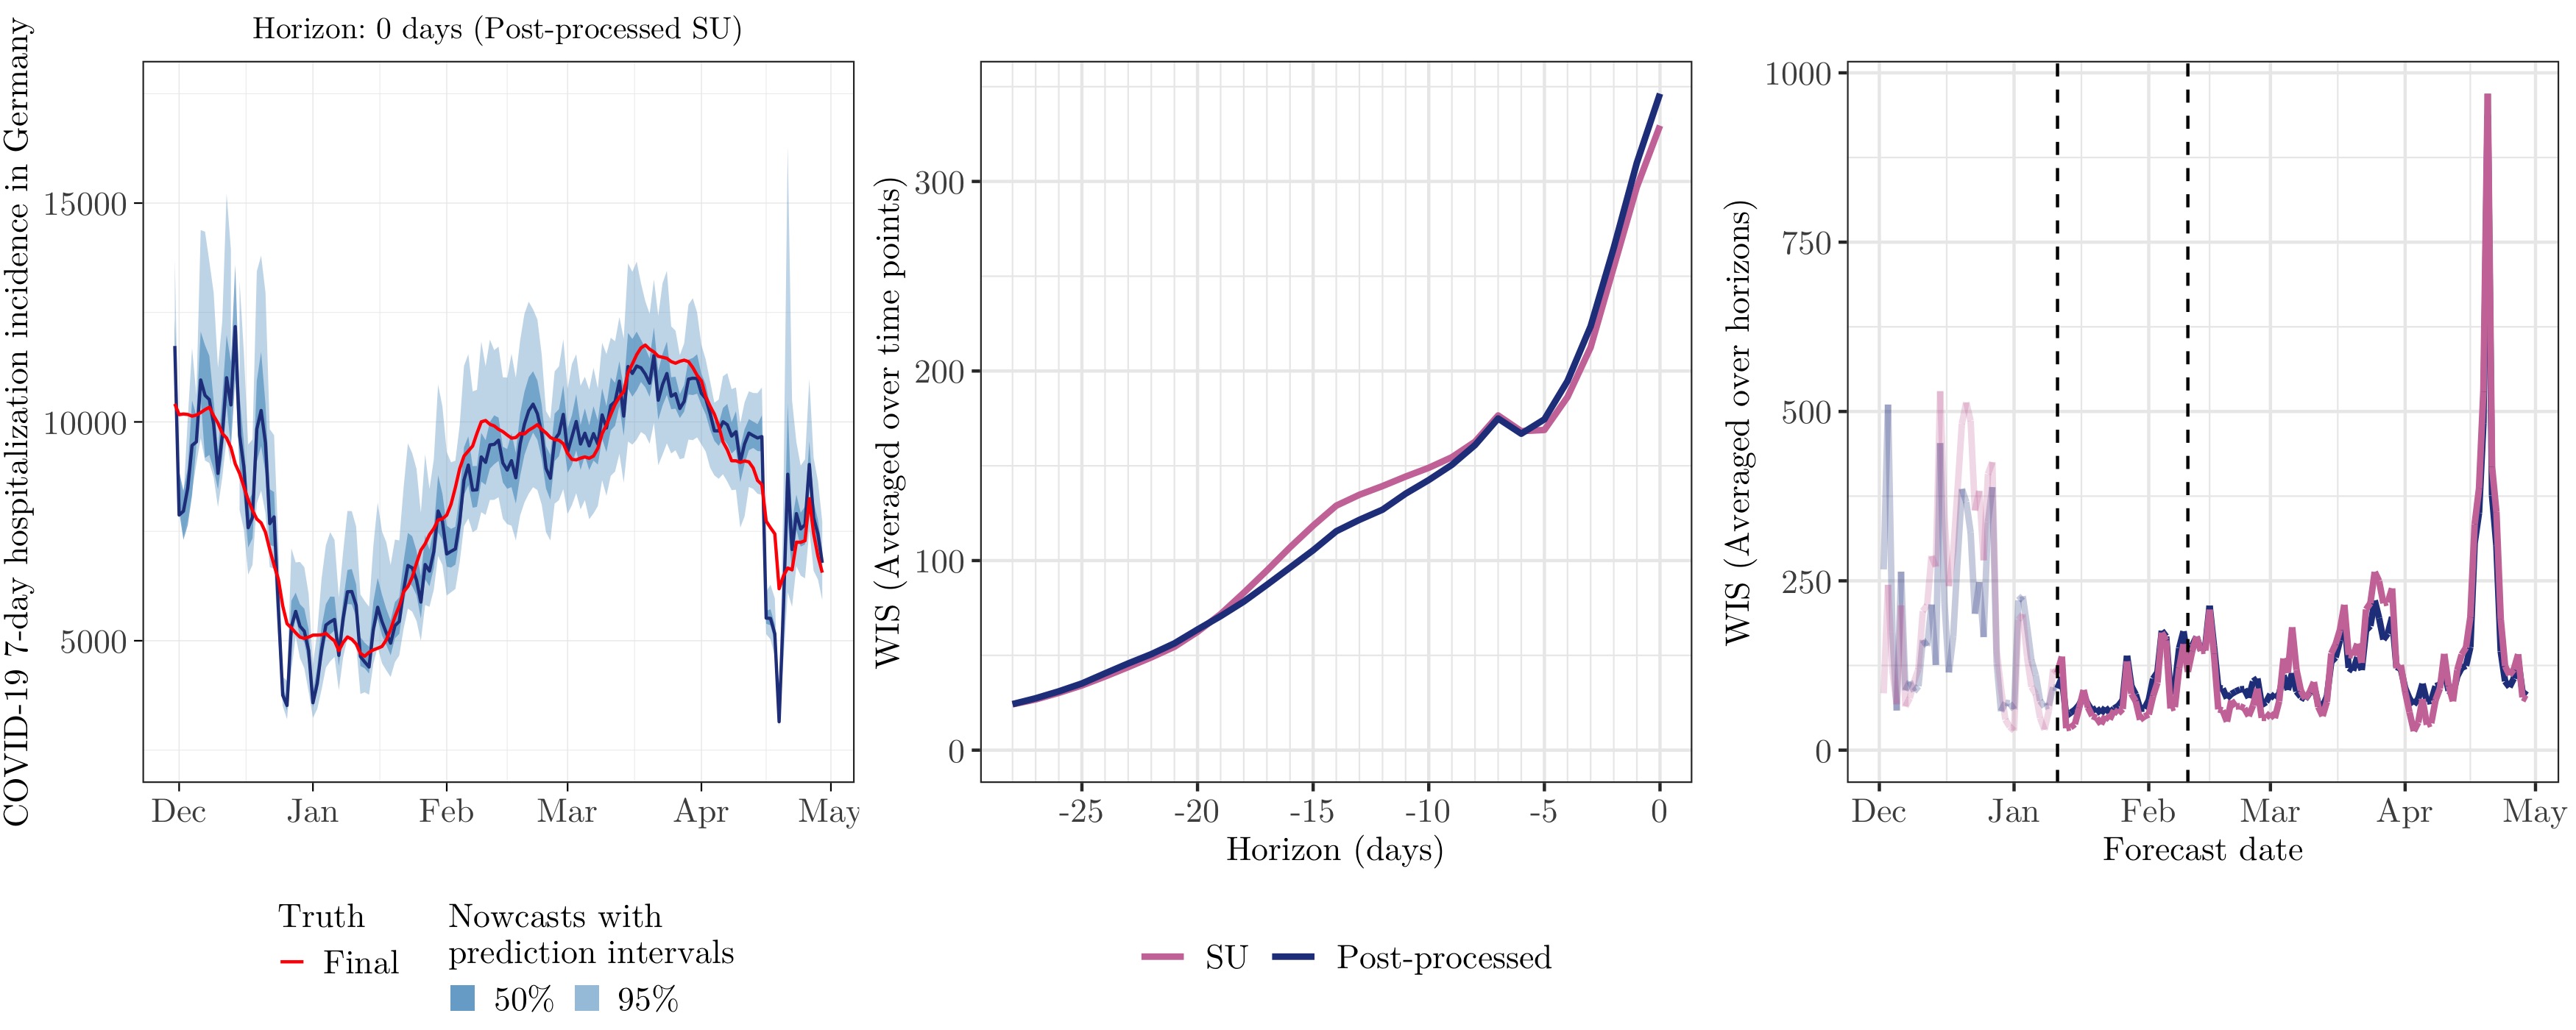 Horizon: 0 days (Post-processed SU)
COVID-19 7-day hospitalization incidence in Germany
15000
10000
5000
Dec Jan Feb Mar Apr May
Truth
Final
Nowcasts with
prediction intervals
50% 95%
WIS (Averaged over time points)
300
200
100
0
-25 -20 -15 -10 -5 0
Horizon (days)
SU Post-processed
WIS (Averaged over horizons)
1000
750
500
250
0
Dec Jan Feb Mar Apr May
Forecast date